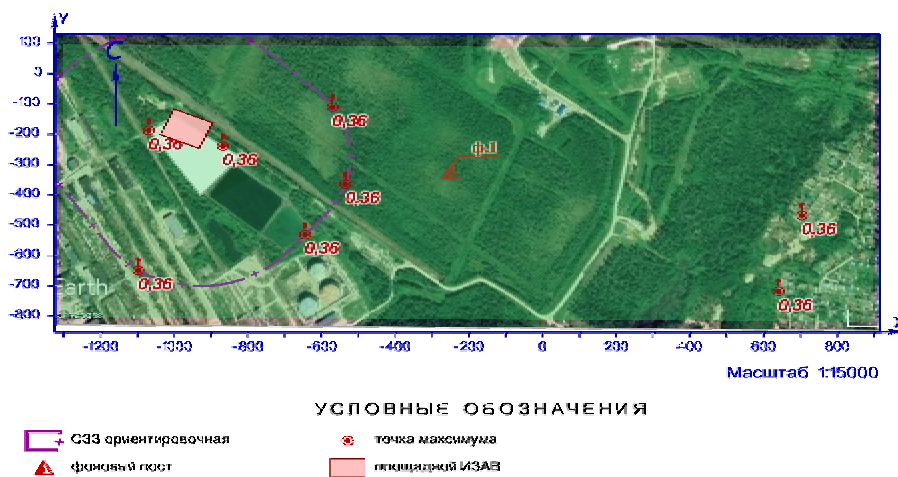 Y
100
С
0
-100
0,36
-200
0,36
0,36
ф.1
-300
-400
0,36
-500
0,36
0,36
-600
0,36
-700
0,36
Earth
-800
-1200 -1000 -800 -600 -400 -200 0 200 400 600 800
Масштаб 1:15000
УСЛОВНЫЕ ОБОЗНАЧЕНИЯ
СЗЗ ориентировочная
точка максимума
фоновый пост
площадной ИЗАВ